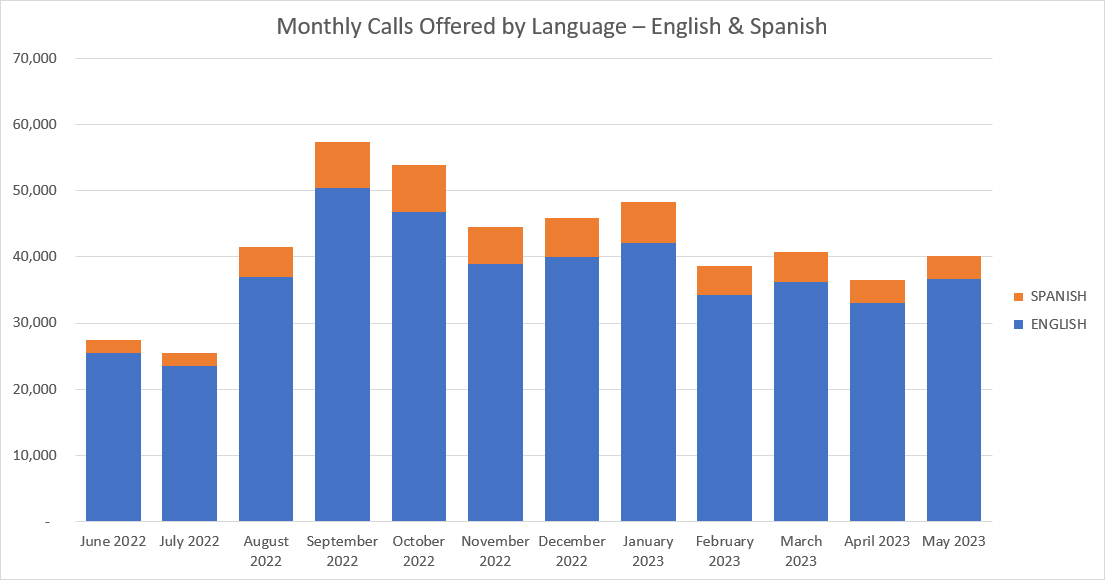 Monthly Calls Offered by Language – English & Spanish
70,000
60,000
50,000
40,000
30,000
20,000
10,000
-
June 2022 July 2022 August September October November December January February March April 2023 May 2023
2022 2022 2022 2022 2022 2023 2023 2023
SPANISH
ENGLISH